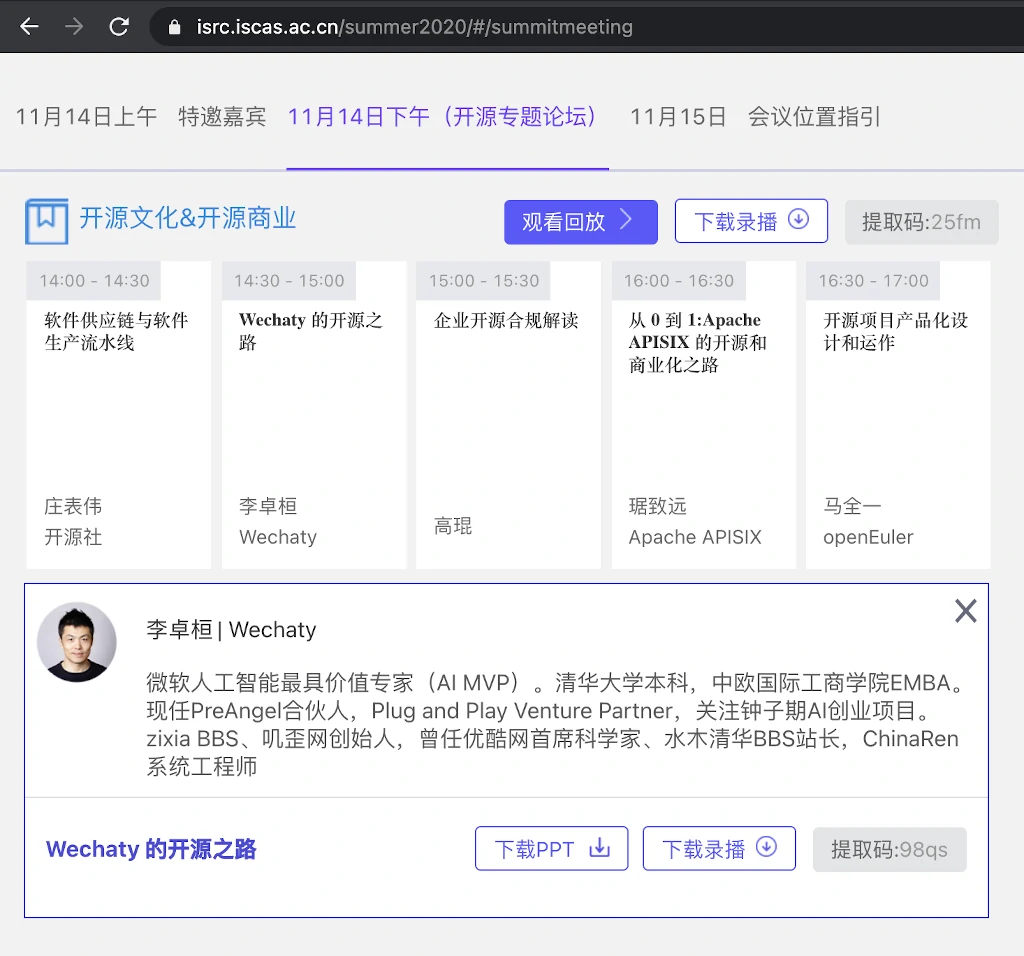 isrc.iscas.ac.cn/summer2020/#/summitmeeting
11月14日上午 特邀嘉宾 11月14日下午（开源专题论坛） 11月15日 会议位置指引
开源文化&开源商业 观看回放 下载录播 提取码:25fm
14:00 - 14:30
软件供应链与软件
生产流水线
庄表伟
开源社
14:30 - 15:00
Wechaty 的开源之
路
李卓桓
Wechaty
15:00 - 15:30
企业开源合规解读
高琨
16:00 - 16:30
从 0 到 1:Apache
APISIX 的开源和
商业化之路
琚致远
Apache APISIX
16:30 - 17:00
开源项目产品化设
计和运作
马全一
openEuler
李卓桓 | Wechaty
微软人工智能最具价值专家（AI MVP）。清华大学本科，中欧国际工商学院EMBA。
现任PreAngel合伙人，Plug and Play Venture Partner，关注钟子期AI创业项目。
zixia BBS、叽歪网创始人，曾任优酷网首席科学家、水木清华BBS站长，ChinaRen
系统工程师
Wechaty 的开源之路 下载PPT 下载录播 提取码:98qs